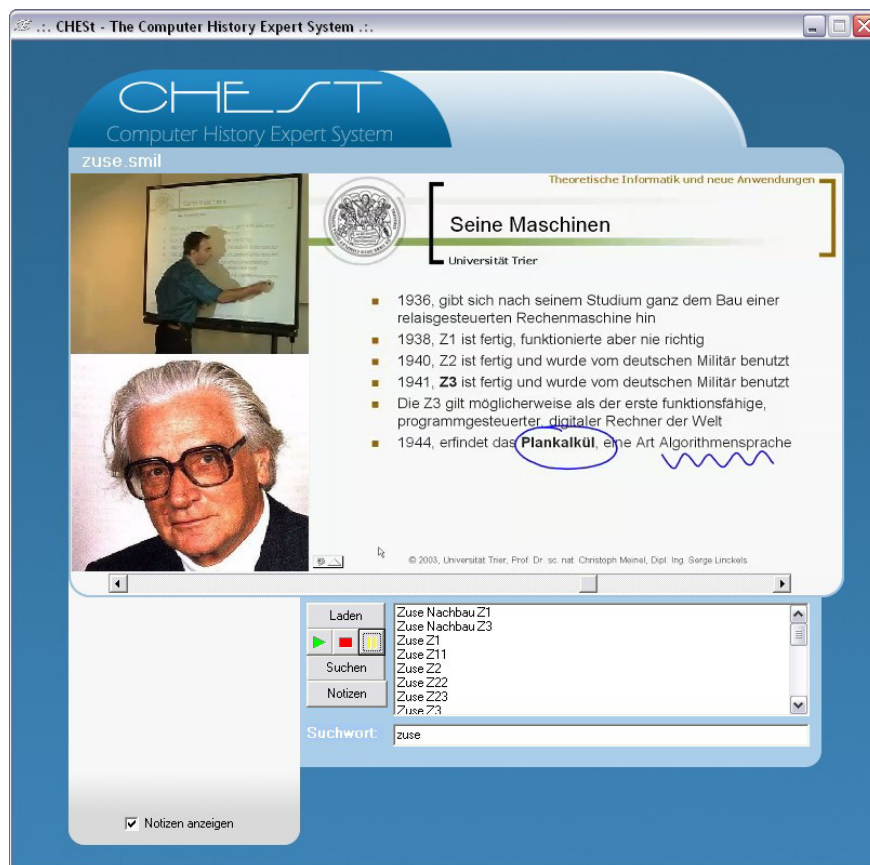 .:. CHESt - The Computer History Expert System .:.
CHEST
Computer History Expert System
zuse.smil
Theoretische Informatik und neue Anwendungen
Seine Maschinen
Universität Trier
1936, gibt sich nach seinem Studium ganz dem Bau einer
relaisgesteuerten Rechenmaschine hin
1938, Z1 ist fertig, funktionierte aber nie richtig
1940, Z2 ist fertig und wurde vom deutschen Militär benutzt
1941, Z3 ist fertig und wurde vom deutschen Militär benutzt
Die Z3 gilt möglicherweise als der erste funktionsfähige,
programmgesteuerter, digitaler Rechner der Welt
1944, erfindet das Plankalkül, eine Art Algorithmensprache
© 2003, Universität Trier, Prof. Dr. sc. nat. Christoph Meinel, Dipl. Ing. Serge Linckels
Laden
Suchen
Notizen
Zuse Nachbau Z1
Zuse Nachbau Z3
Zuse Z1
Zuse Z11
Zuse Z2
Zuse Z22
Zuse Z23
Zuse Z3
Suchwort:
zuse
Notizen anzeigen